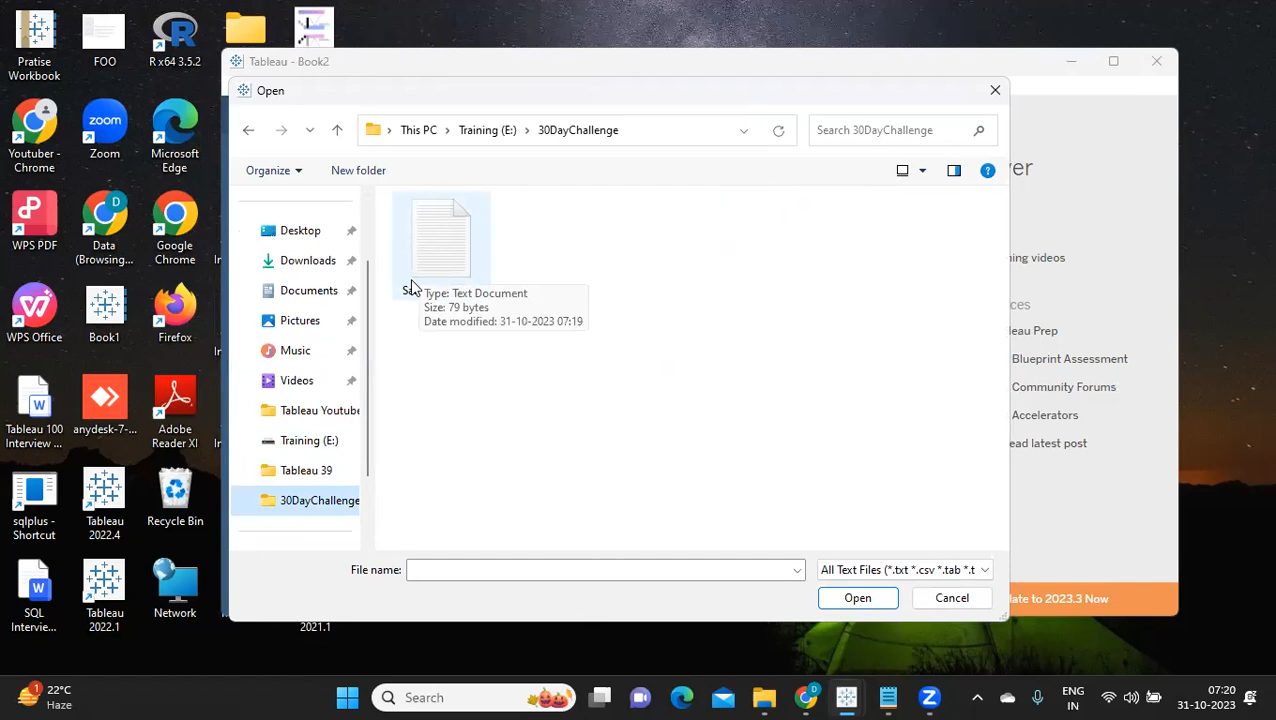 Pratise
Workbook
FOO
R x64 3.5.2
Youtuber -
Chrome
Zoom
Microsoft
Edge
WPS PDF
Data
(Browsing...
Google
Chrome
WPS Office
Book1
Firefox
Tableau 100
Interview ...
anydesk-7-...
Adobe
Reader XI
sqlplus -
Shortcut
Tableau
2022.4
Recycle Bin
SQL
Intervie...
Tableau
2022.1
Network
2021.1
Tableau - Book2
Open
This PC
Training (E:)
30DayChallenge
Search 30DayChallenge
Organize
New folder
Desktop
Downloads
Documents
Pictures
Music
Videos
Tableau Youtube
Training (E:)
Tableau 39
30DayChallenge
Type: Text Document
Size: 79 bytes
Date modified: 31-10-2023 07:19
File name:
All Text Files (*.txt *.csv *.tab *.t
Open
Cancel
ver
ning videos
ces
eau Prep
Blueprint Assessment
Community Forums
Accelerators
ead latest post
ate to 2023.3 Now
1
22°C
Haze
Search
ENG
IN
07:20
31-10-2023